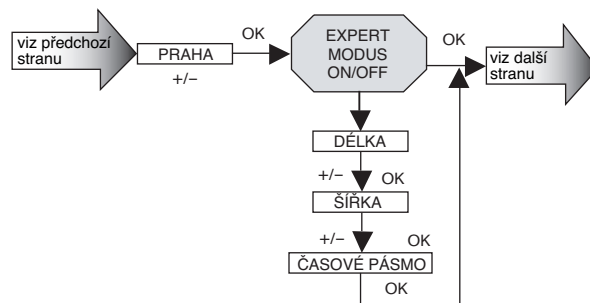 viz předchozí
stranu
PRAHA
+/−
OK
EXPERT
MODUS
ON/OFF
OK
viz další
stranu
DÉLKA
+/− OK
ŠÍŘKA
+/− OK
ČASOVÉ PÁSMO
OK